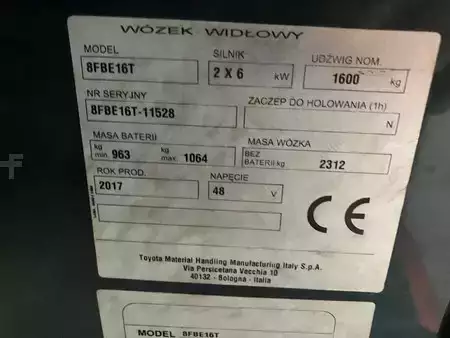 WÓZEK WIDŁOWY
MODEL SILNIK UDŹWIG NOM.
8FBE16T 2 X 6 kW 1600 kg
NR SERYJNY ZACZEP DO HOLOWANIA (1h)
8FBE16T-11528 N
MASA BATERII MASA WÓZKA
kg min. 963 kg max. 1064 BEZ BATERII kg 2312
ROK PROD. NAPĘCIE
2017 48 V
CE
Toyota Material Handling Manufacturing Italy S.p.A.
Via Persicetana Vecchia 10
40132 - Bologna - Italia
MODEL 8FBE16T